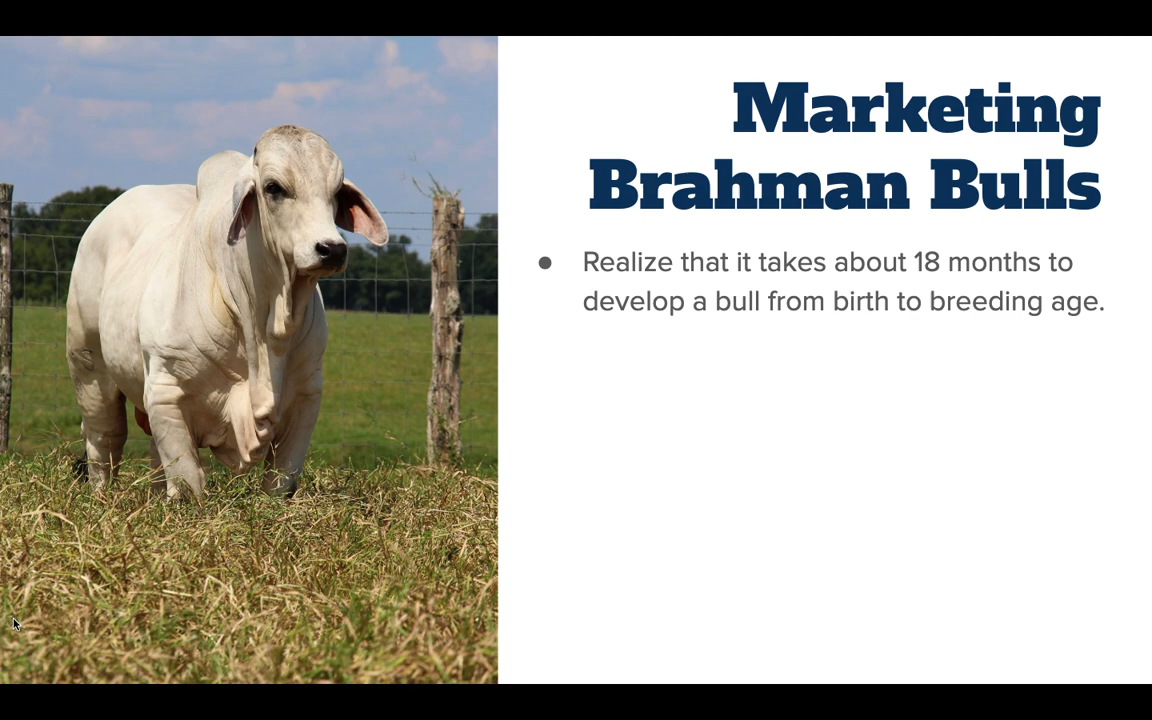 Marketing
Brahman Bulls
● Realize that it takes about 18 months to
develop a bull from birth to breeding age.